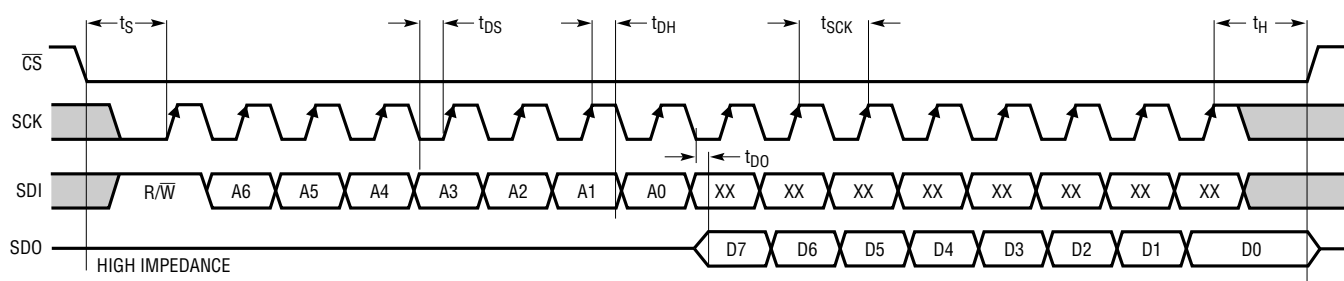 tS tDS tDH tSCK tH
CS
SCK
tDO
SDI R/W A6 A5 A4 A3 A2 A1 A0 XX XX XX XX XX XX XX XX
SDO D7 D6 D5 D4 D3 D2 D1 D0
HIGH IMPEDANCE